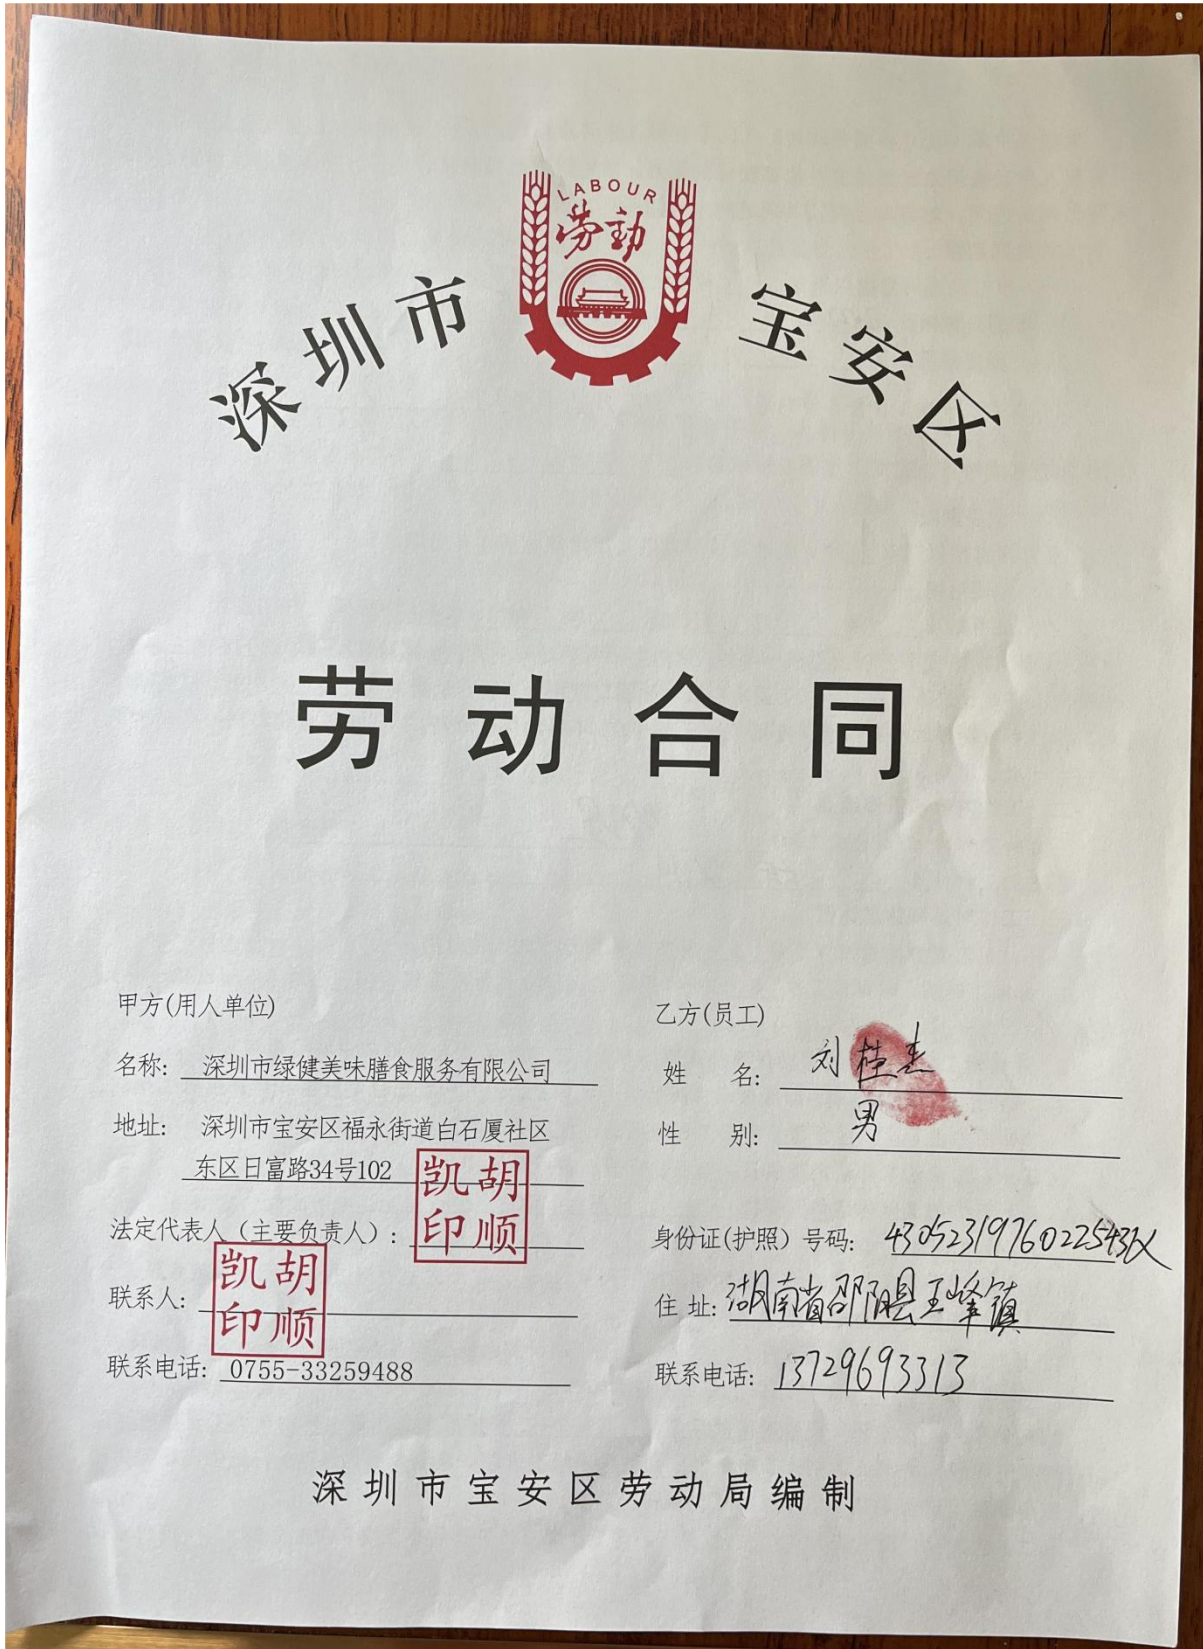 LABOUR
劳动
深圳市 宝安区
劳动合同
甲方(用人单位)
名称: 深圳市绿健美味膳食服务有限公司
地址: 深圳市宝安区福永街道白石厦社区
东区日富路34号102
法定代表人（主要负责人）:
凯胡
印顺
联系人:
凯胡
印顺
联系电话: 0755-33259488
乙方(员工)
姓 名: 刘桂杰
性 别: 男
身份证(护照）号码:
住 址: 湖南省邵阳县五峰镇
联系电话: 13729693313
深圳市宝安区劳动局编制